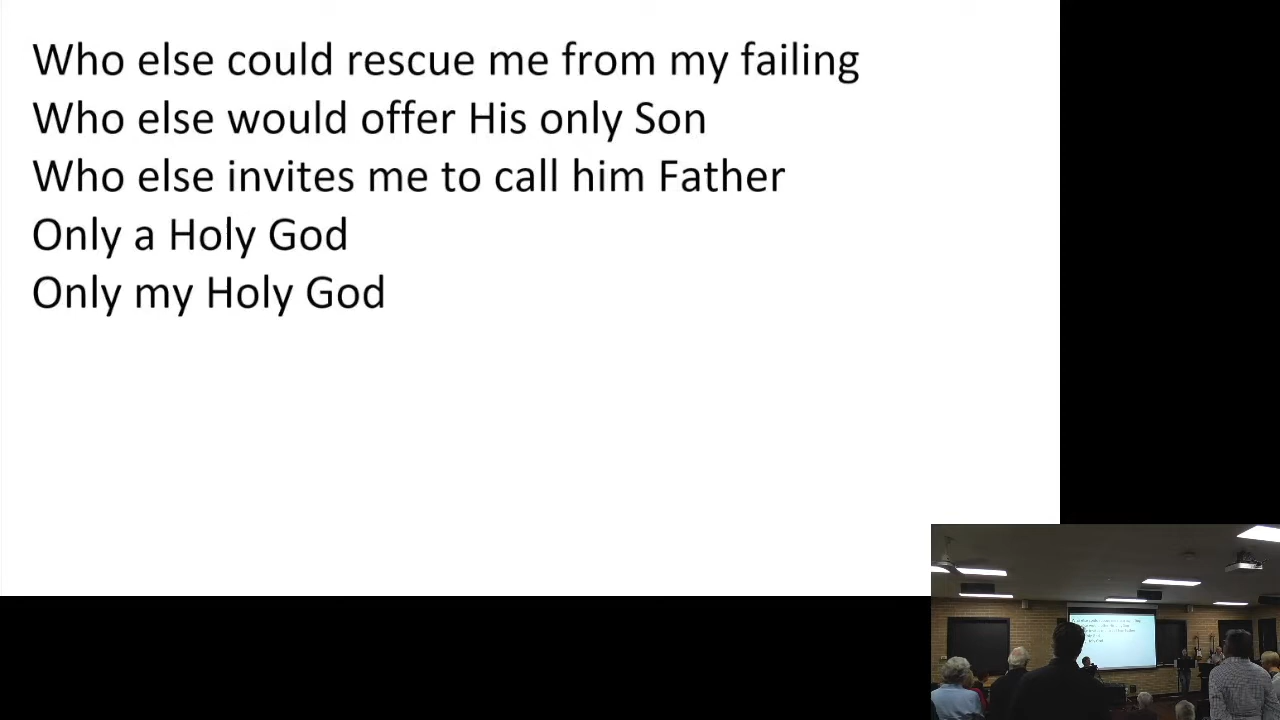 Who else could rescue me from my failing
Who else would offer His only Son
Who else invites me to call him Father
Only a Holy God
Only my Holy God